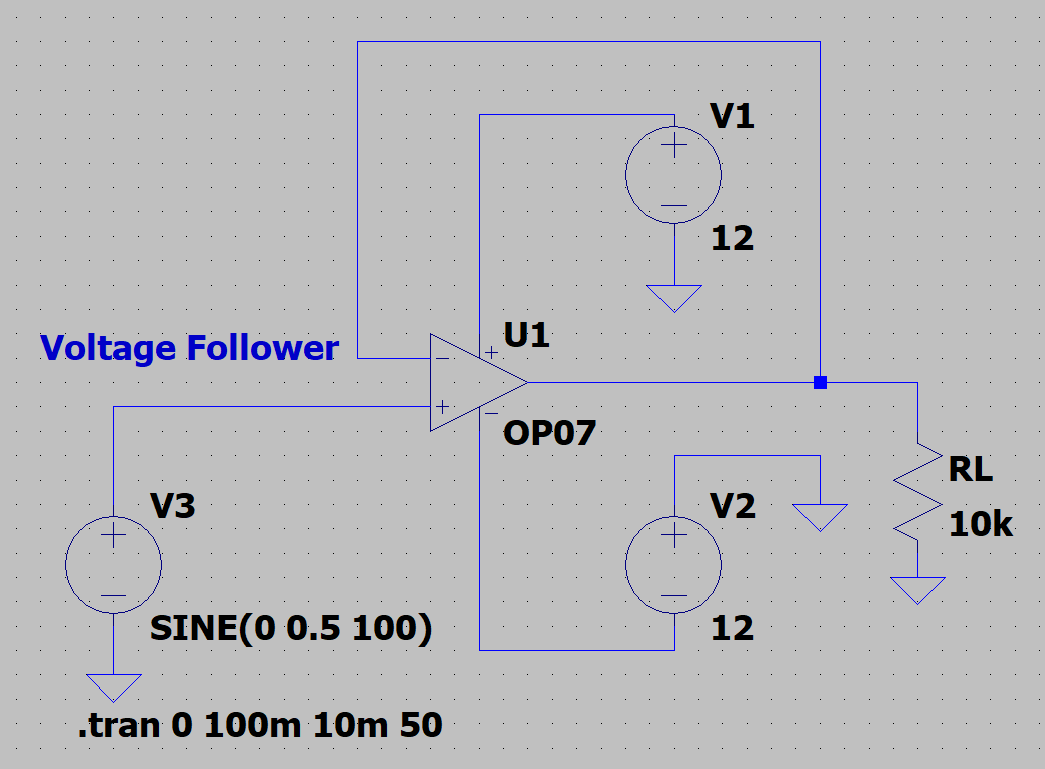 V1
12
U1
Voltage Follower
OP07
RL
10k
V3
V2
SINE(0 0.5 100)
12
.tran 0 100m 10m 50